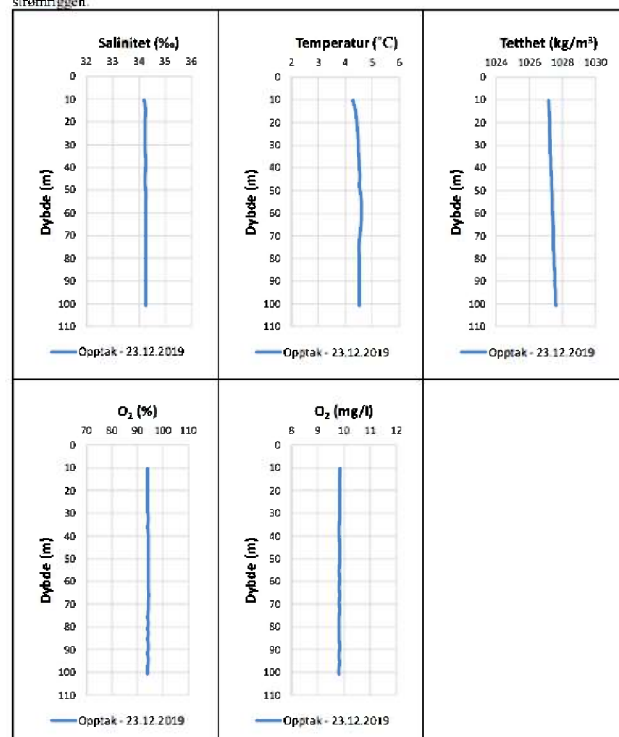 strømriggen.
Salinitet (‰)
32 33 34 35 36
0
10
20
30
40
50
60
70
80
90
100
110
Dybde (m)
Opptak - 23.12.2019
Temperatur (°C)
2 3 4 5 6
0
10
20
30
40
50
60
70
80
90
100
110
Dybde (m)
Opptak - 23.12.2019
Tetthet (kg/m³)
1024 1026 1028 1030
0
10
20
30
40
50
60
70
80
90
100
110
Dybde (m)
Opptak - 23.12.2019
O₂ (%)
70 80 90 100 110
0
10
20
30
40
50
60
70
80
90
100
110
Dybde (m)
Opptak - 23.12.2019
O₂ (mg/l)
8 9 10 11 12
0
10
20
30
40
50
60
70
80
90
100
110
Dybde (m)
Opptak - 23.12.2019